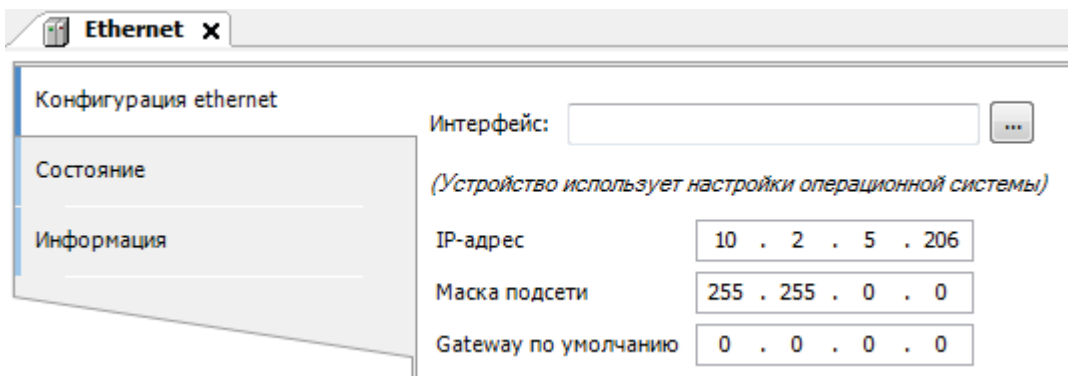 Ethernet x
Конфигурация ethernet
Состояние
Информация
Интерфейс: ...
(Устройство использует настройки операционной системы)
IP-адрес 10 . 2 . 5 . 206
Маска подсети 255 . 255 . 0 . 0
Gateway по умолчанию 0 . 0 . 0 . 0